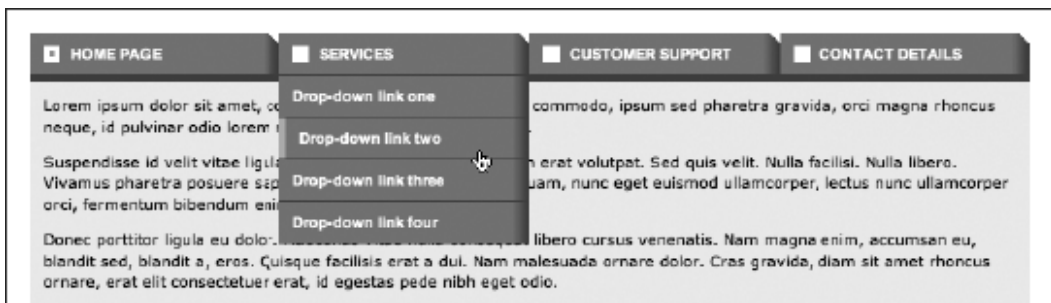 HOME PAGE SERVICES CUSTOMER SUPPORT CONTACT DETAILS
Drop-down link one
Drop-down link two
Drop-down link three
Drop-down link four
Lorem ipsum dolor sit amet, commodo, ipsum sed pharetra gravida, orci magna rhoncus
neque, id pulvinar odio lorem
Suspendisse id velit vitae ligula erat volutpat. Sed quis velit. Nulla facilisi. Nulla libero.
Vivamus pharetra posuere nunc eget euismod ullamcorper, lectus nunc ullamcorper
orci, fermentum bibendum
Donec porttitor ligula eu dolor. libero cursus venenatis. Nam magna enim, accumsan eu,
blandit sed, blandit a, eros. Quisque facilisis erat a dui. Nam malesuada ornare dolor. Cras gravida, diam sit amet rhoncus
ornare, erat elit consectetuer erat, id egestas pede nibh eget odio.